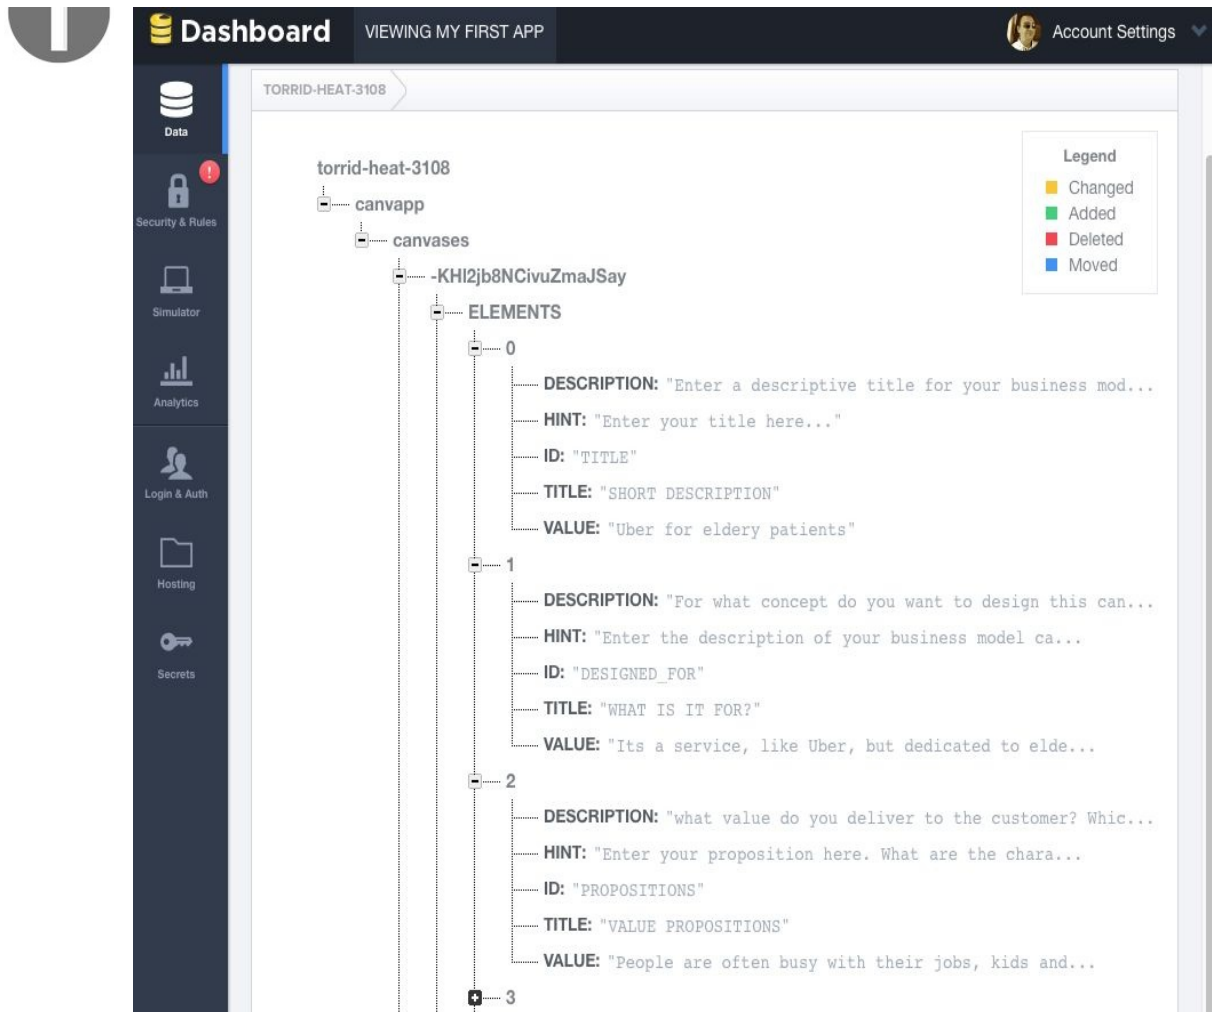 Dashboard VIEWING MY FIRST APP Account Settings
TORRID-HEAT-3108
Data
Security & Rules
Simulator
Analytics
Login & Auth
Hosting
Secrets
Legend
Changed
Added
Deleted
Moved
torrid-heat-3108
canvapp
canvases
-KHI2jb8NCivuZmaJSay
ELEMENTS
0
DESCRIPTION: "Enter a descriptive title for your business mod...
HINT: "Enter your title here..."
ID: "TITLE"
TITLE: "SHORT DESCRIPTION"
VALUE: "Uber for eldery patients"
1
DESCRIPTION: "For what concept do you want to design this can...
HINT: "Enter the description of your business model ca...
ID: "DESIGNED_FOR"
TITLE: "WHAT IS IT FOR?"
VALUE: "Its a service, like Uber, but dedicated to elde...
2
DESCRIPTION: "what value do you deliver to the customer? Whic...
HINT: "Enter your proposition here. What are the chara...
ID: "PROPOSITIONS"
TITLE: "VALUE PROPOSITIONS"
VALUE: "People are often busy with their jobs, kids and...
3